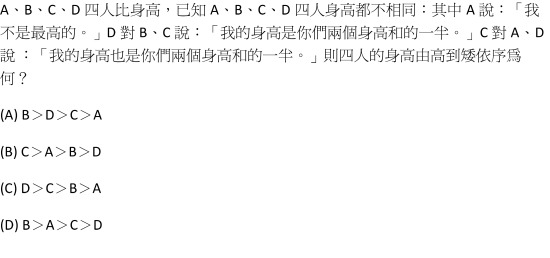 A、B、C、D 四人比身高，已知 A、B、C、D 四人身高都不相同：其中 A 說：「我
不是最高的。」D 對 B、C 說：「我的身高是你們兩個身高和的一半。」C 對 A、D
說 ：「我的身高也是你們兩個身高和的一半。」則四人的身高由高到矮依序爲
何？
(A) B＞D＞C＞A
(B) C＞A＞B＞D
(C) D＞C＞B＞A
(D) B＞A＞C＞D